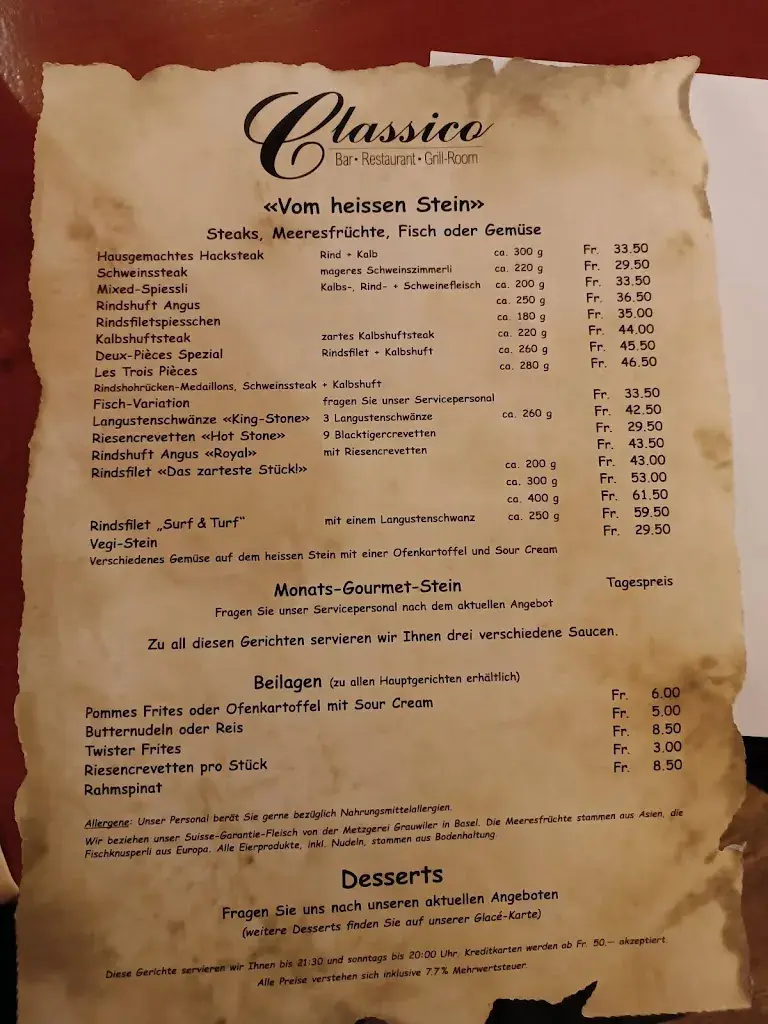 Classico
Bar • Restaurant • Grill-Room
«Vom heissen Stein»
Steaks, Meeresfrüchte, Fisch oder Gemüse
Hausgemachtes Hacksteak Rind + Kalb ca. 300 g Fr. 33.50
Schweinssteak mageres Schweinszimmerli ca. 220 g Fr. 29.50
Mixed-Spiessli Kalbs-, Rind- + Schweinefleisch ca. 200 g Fr. 33.50
Rindshuft Angus ca. 250 g Fr. 36.50
Rindsfiletspiesschen ca. 180 g Fr. 35.00
Kalbshuftsteak zartes Kalbshuftsteak ca. 220 g Fr. 44.00
Deux-Pièces Spezial Rindsfilet + Kalbshuft ca. 260 g Fr. 45.50
Les Trois Pièces ca. 280 g Fr. 46.50
Rindshohrücken-Medaillons, Schweinssteak + Kalbshuft
Fisch-Variation fragen Sie unser Servicepersonal Fr. 33.50
Langustenschwänze «King-Stone» 3 Langustenschwänze ca. 260 g Fr. 42.50
Riesencrevetten «Hot Stone» 9 Blacktigercrevetten Fr. 29.50
Rindshuft Angus «Royal» mit Riesencrevetten Fr. 43.50
Rindsfilet «Das zarteste Stück!» ca. 200 g Fr. 43.00
ca. 300 g Fr. 53.00
ca. 400 g Fr. 61.50
Rindsfilet „Surf & Turf“ mit einem Langustenschwanz ca. 250 g Fr. 59.50
Vegi-Stein Fr. 29.50
Verschiedenes Gemüse auf dem heissen Stein mit einer Ofenkartoffel und Sour Cream
Monats-Gourmet-Stein Tagespreis
Fragen Sie unser Servicepersonal nach dem aktuellen Angebot
Zu all diesen Gerichten servieren wir Ihnen drei verschiedene Saucen.
Beilagen (zu allen Hauptgerichten erhältlich)
Pommes Frites oder Ofenkartoffel mit Sour Cream Fr. 6.00
Butternudeln oder Reis Fr. 5.00
Twister Frites Fr. 8.50
Riesencrevetten pro Stück Fr. 3.00
Rahmspinat Fr. 8.50
Allergene: Unser Personal berät Sie gerne bezüglich Nahrungsmittelallergien.
Wir beziehen unser Suisse-Garantie-Fleisch von der Metzgerei Grauwiler in Basel. Die Meeresfrüchte stammen aus Asien, die
Fischknusperli aus Europa. Alle Eierprodukte, inkl. Nudeln, stammen aus Bodenhaltung.
Desserts
Fragen Sie uns nach unseren aktuellen Angeboten
(weitere Desserts finden Sie auf unserer Glacé-Karte)
Diese Gerichte servieren wir Ihnen bis 21:30 und sonntags bis 20:00 Uhr. Kreditkarten werden ab Fr. 50.— akzeptiert
Alle Preise verstehen sich inklusive 7.7% Mehrwertsteuer.